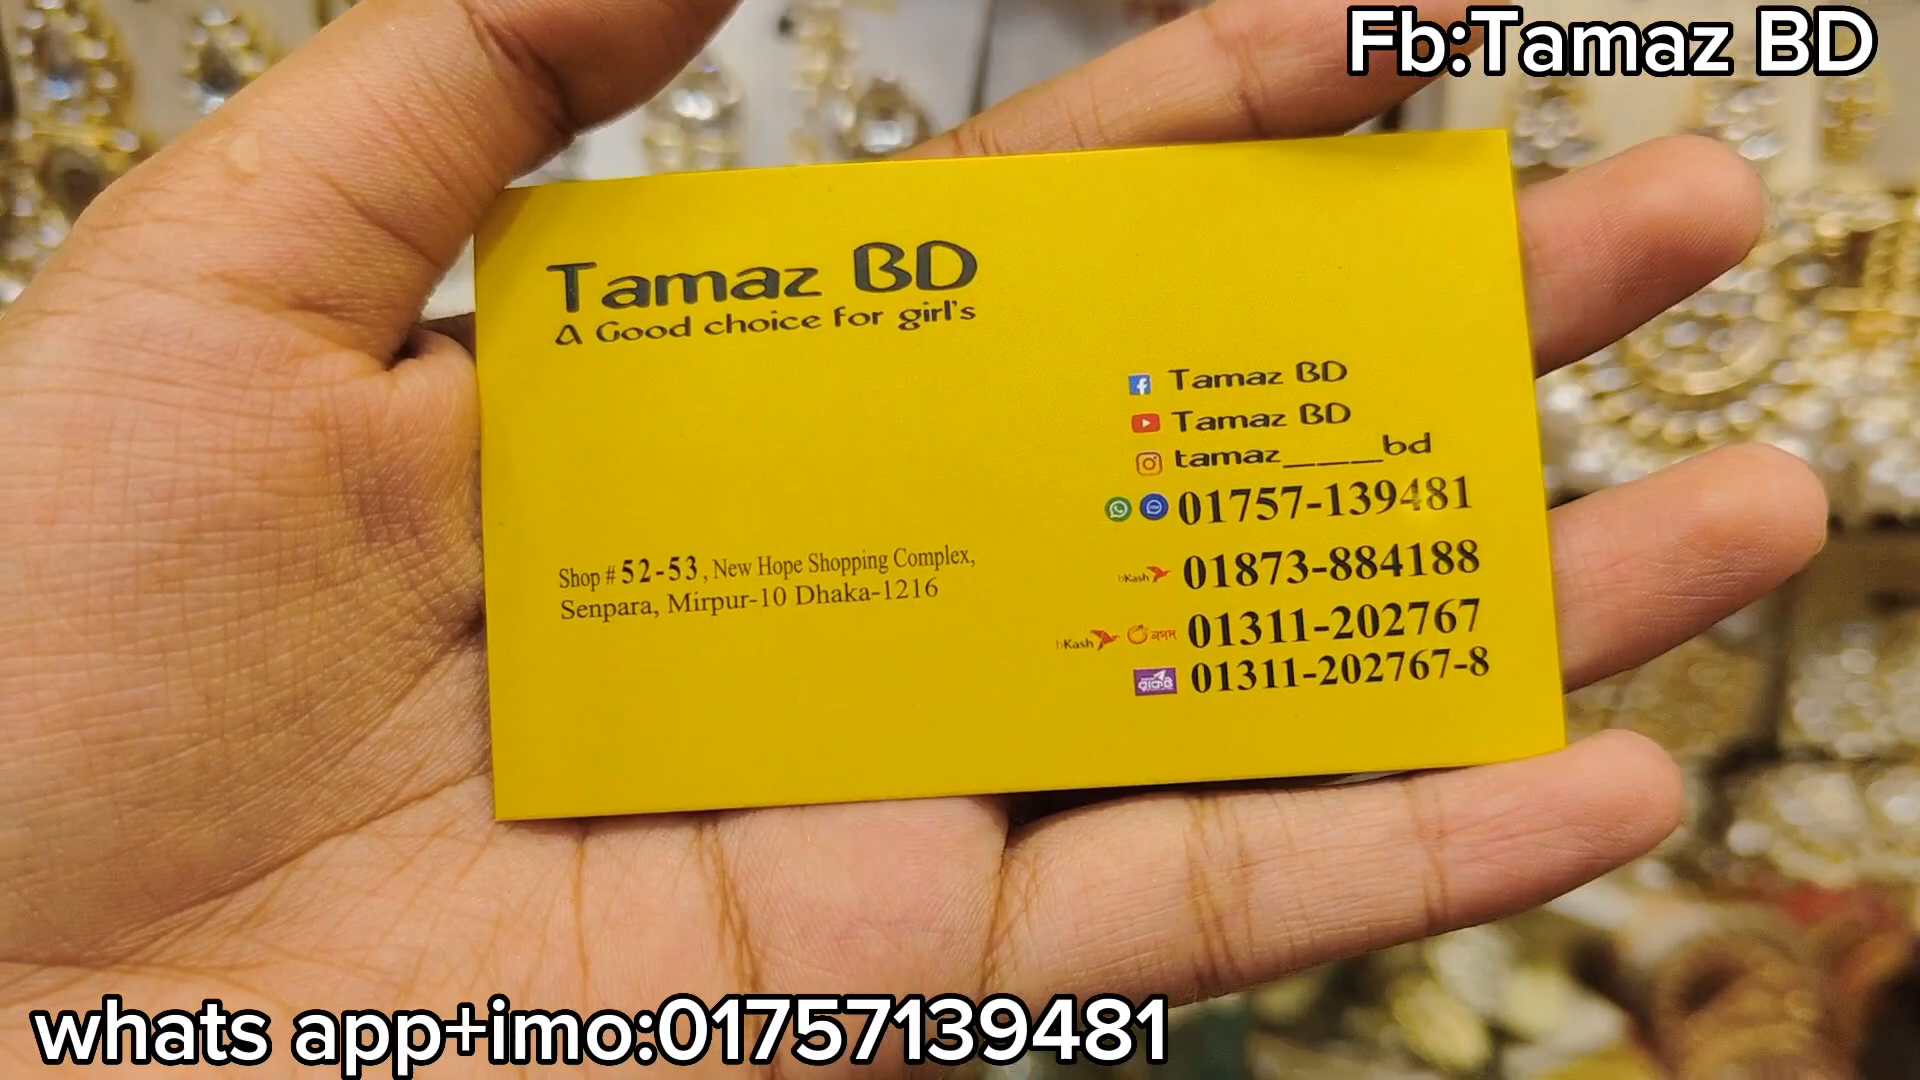 Fb:Tamaz BD
Tamaz BD
A Good choice for girl's
Tamaz BD
Tamaz BD
tamaz____bd
01757-139481
bKash 01873-884188
bKash নগদ 01311-202767
01311-202767-8
Shop # 52-53, New Hope Shopping Complex,
Senpara, Mirpur-10 Dhaka-1216
whats app+imo:01757139481